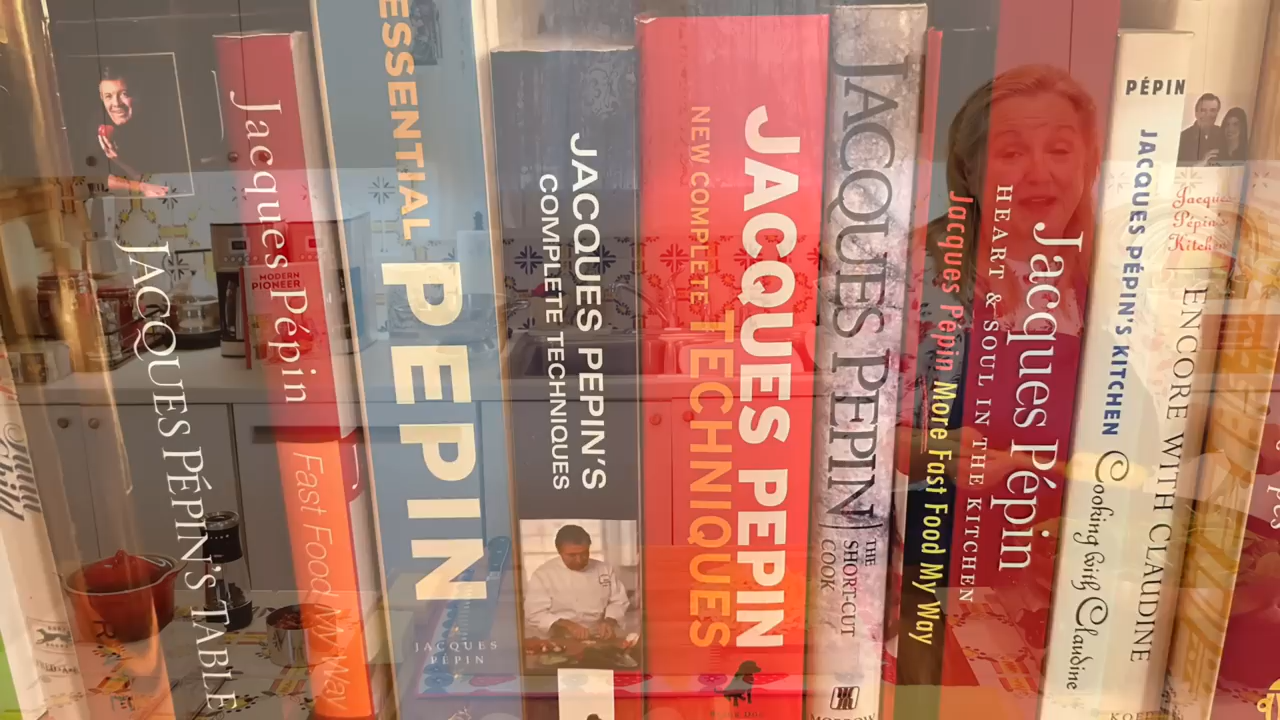 JACQUES PÉPIN'S TABLE
Jacques Pépin
Fast Food My Way
MODERN
PIONEER
ESSENTIAL
PEPIN
JACQUES
PÉPIN
JACQUES PEPIN'S
COMPLETE TECHNIQUES
JACQUES PEPIN
NEW COMPLETE TECHNIQUES
JACQUES PEPIN
THE
SHORT-CUT
COOK
MORROW
Jacques Pépin More Fast Food My Way
Jacques Pépin
HEART & SOUL IN THE KITCHEN
PÉPIN
JACQUES PÉPIN'S KITCHEN
Cooking with Claudine
Jacques
Pépin's
Kitchen
ENCORE WITH CLAUDINE